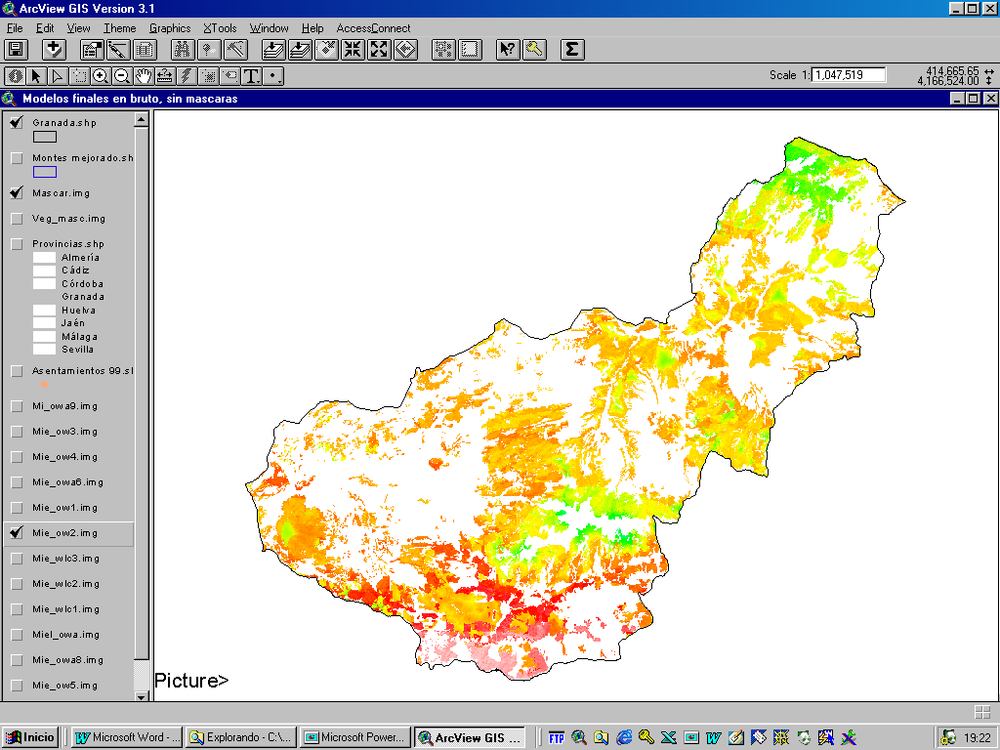 ArcView GIS Version 3.1
File Edit View Theme Graphics XTools Window Help AccessConnect
Scale 1: 1,047,519 414,665.65
4,166,524.00
Modelos finales en bruto, sin mascaras
Granada.shp
Montes mejorado.sh
Mascar.img
Veg_masc.img
Provincias.shp
Almería
Cádiz
Córdoba
Granada
Huelva
Jaén
Málaga
Sevilla
Asentamientos 99.sl
Mi_owa9.img
Mie_ow3.img
Mie_ow4.img
Mie_owa6.img
Mie_ow1.img
Mie_ow2.img
Mie_wlc3.img
Mie_wlc2.img
Mie_wlc1.img
Miel_owa.img
Mie_owa8.img
Mie_ow5.img
Picture>
Inicio Microsoft Word - ... Explorando - C:\... Microsoft Power... ArcView GIS ... FTP 19:22